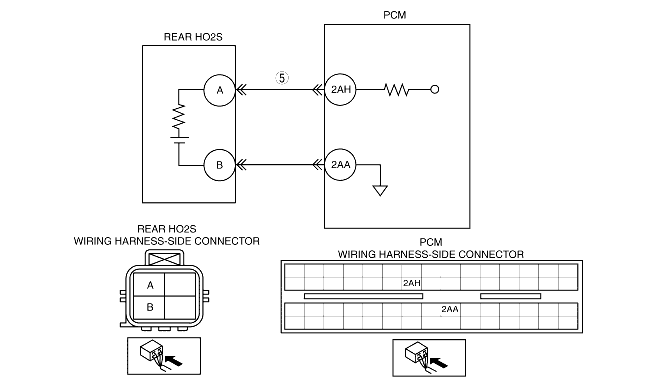 PCM
REAR HO2S
A
5
2AH
B
2AA
REAR HO2S
WIRING HARNESS-SIDE CONNECTOR
PCM
WIRING HARNESS-SIDE CONNECTOR
A
B
2AH
2AA